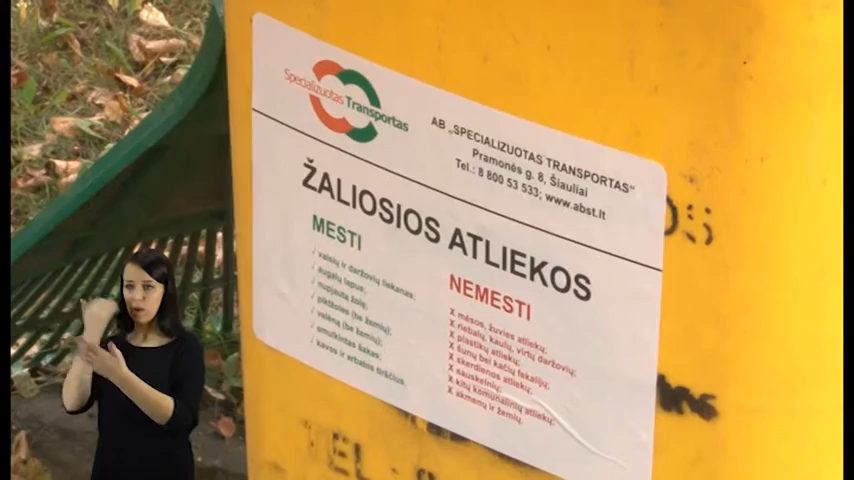 Specializuotas
Transportas
AB „SPECIALIZUOTAS TRANSPORTAS“
Pramonės g. 8, Šiauliai
Tel.: 8 800 53 533, www.abst.lt
ŽALIOSIOS ATLIEKOS
MESTI
√ vaisių ir daržovių liekanas;
√ augalų lapus;
√ nupjautą žolę;
√ piktžoles (be žemių);
√ velėną (be žemių);
√ smulkintas šakas;
√ kavos ir arbatos tirščius.
NEMESTI
X mėsos, žuvies atliekų;
X riebalų, kaulų, virtų daržovių;
X plastikų atliekų;
X šunų bei kačių fekalijų;
X skerdienos atliekų;
X sauskelnių;
X kitų komunalinių atliekų;
X akmenų ir žemių.